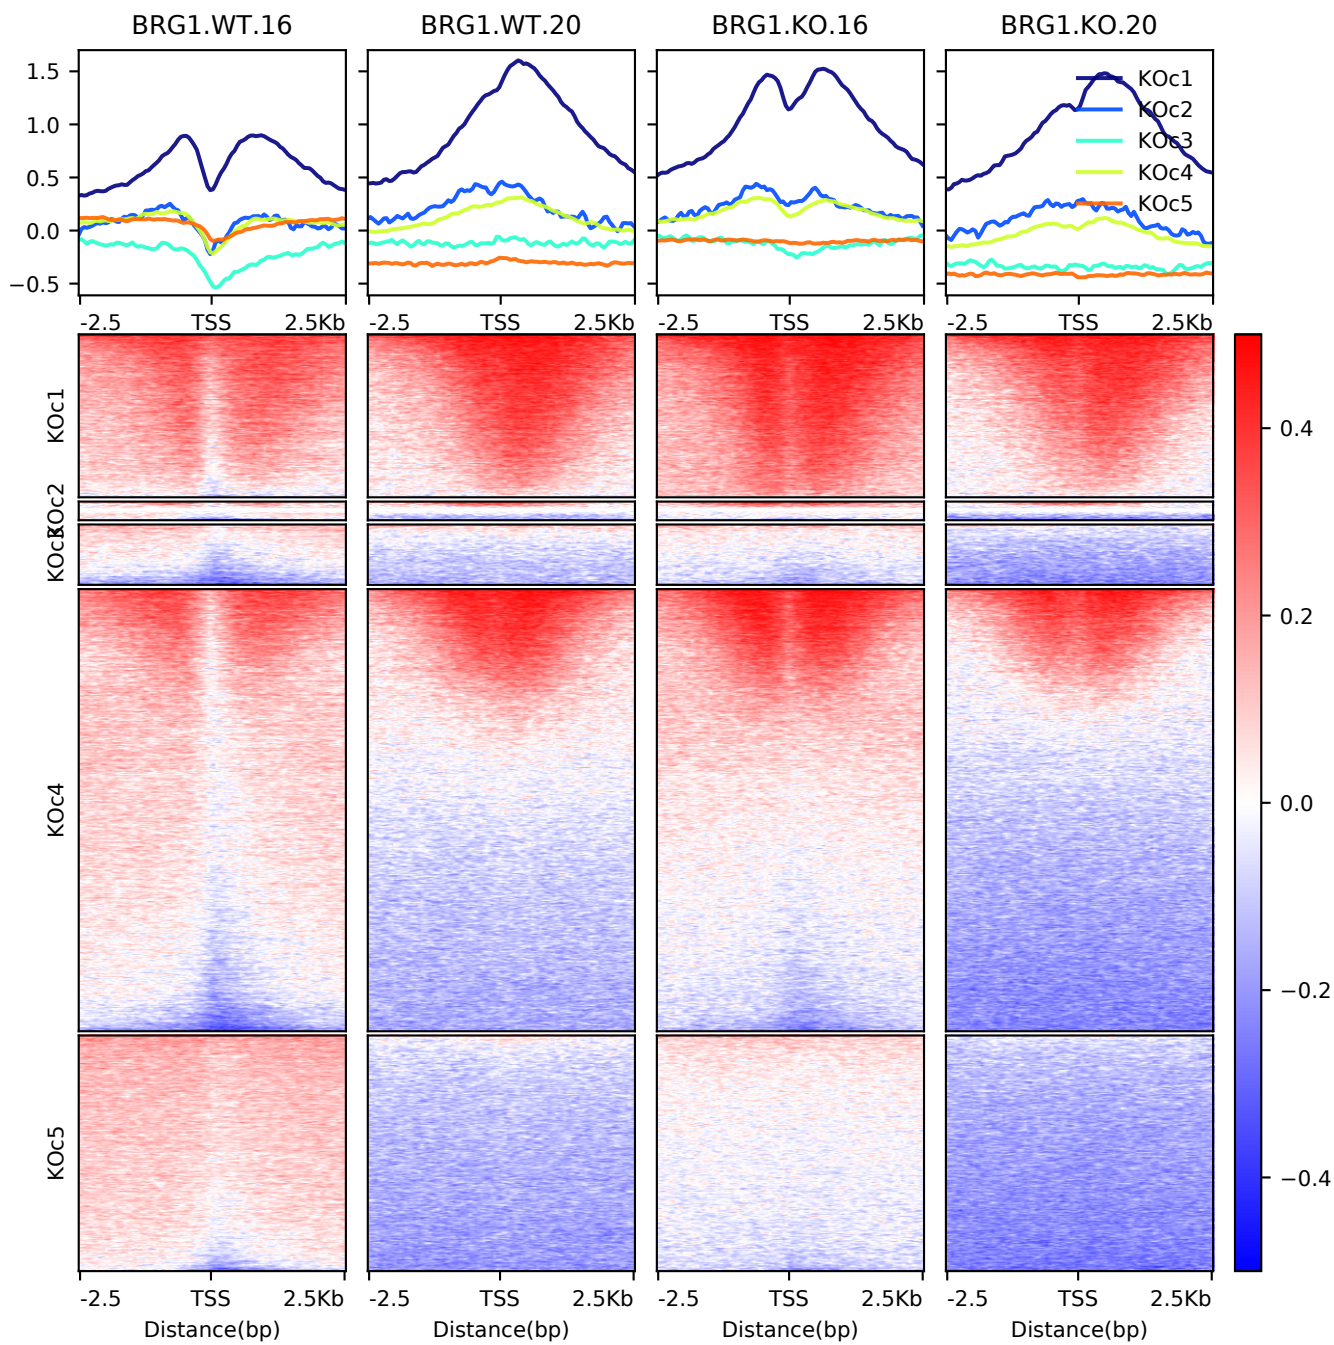 BRG1.WT.16 BRG1.WT.20 BRG1.KO.16 BRG1.KO.20
1.5
1.0
0.5
0.0
−0.5
KOc1
KOc2
KOc3
KOc4
KOc5
-2.5 TSS 2.5Kb -2.5 TSS 2.5Kb -2.5 TSS 2.5Kb -2.5 TSS 2.5Kb
KOc1
KOc2
KOc3
KOc4
KOc5
0.4
0.2
0.0
−0.2
−0.4
-2.5 TSS 2.5Kb -2.5 TSS 2.5Kb -2.5 TSS 2.5Kb -2.5 TSS 2.5Kb
Distance(bp) Distance(bp) Distance(bp) Distance(bp)